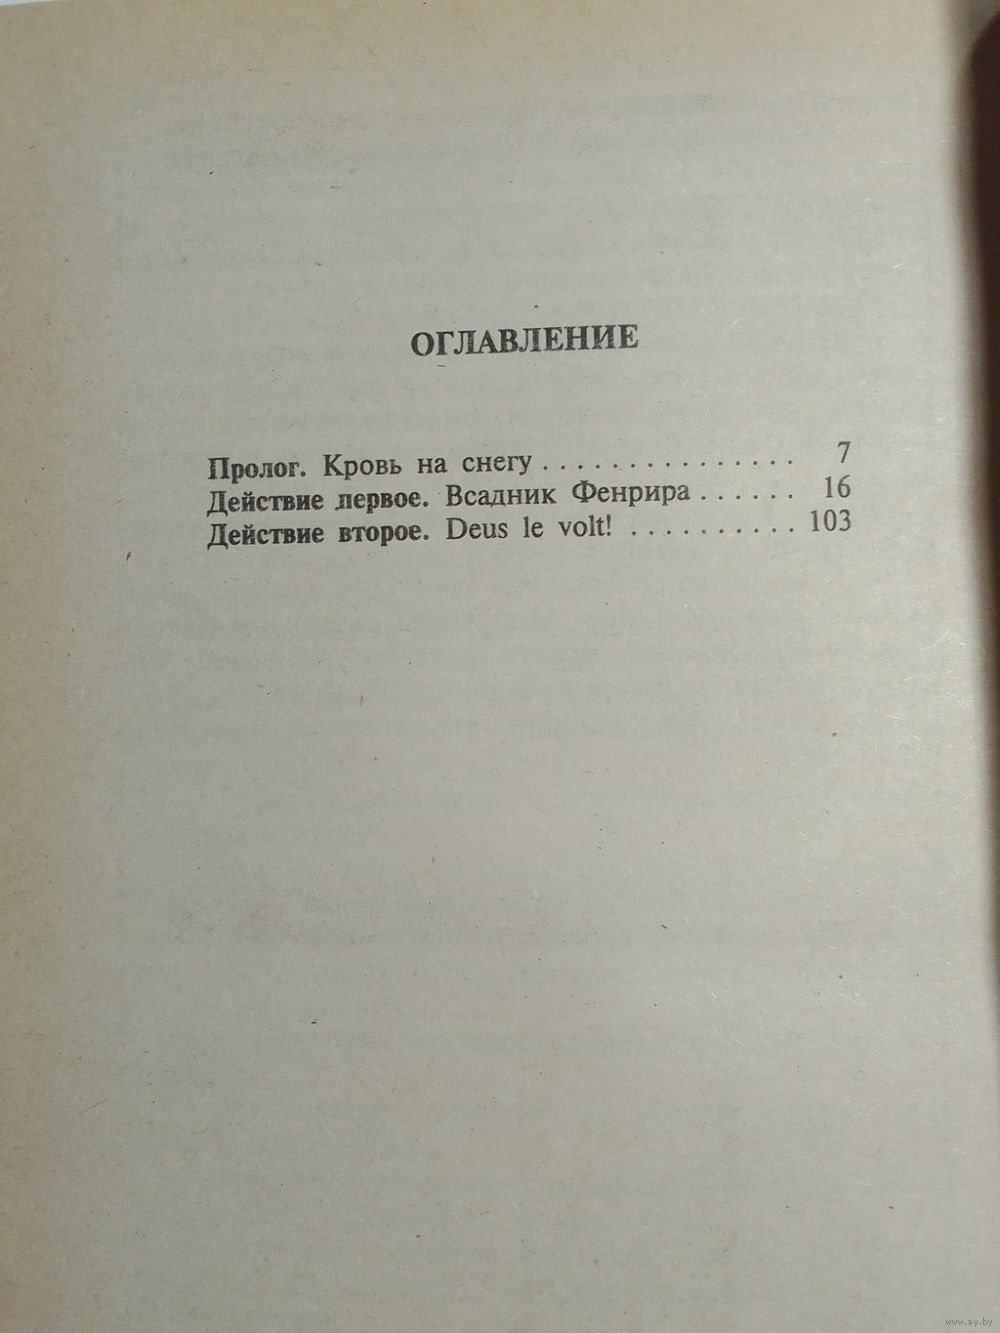 ОГЛАВЛЕНИЕ
Пролог. Кровь на снегу . . . . . . . . . . . . . . . 7
Действие первое. Всадник Фенрира . . . . . . 16
Действие второе. Deus le volt! . . . . . . . . . . 103
www.ay.by